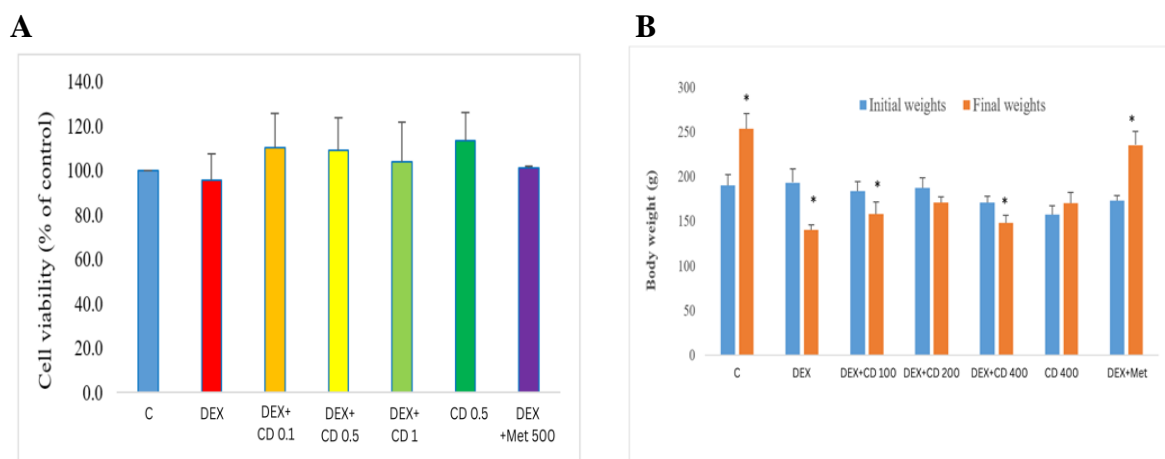 A
Cell viability (% of control)
140.0
120.0
100.0
80.0
60.0
40.0
20.0
0.0
C
DEX
DEX+
CD 0.1
DEX+
CD 0.5
DEX+
CD 1
CD 0.5
DEX
+Met 500
B
Body weight (g)
300
250
200
150
100
50
0
Initial weights
Final weights
*
*
*
*
*
C
DEX
DEX+CD 100
DEX+CD 200
DEX+CD 400
CD 400
DEX+Met